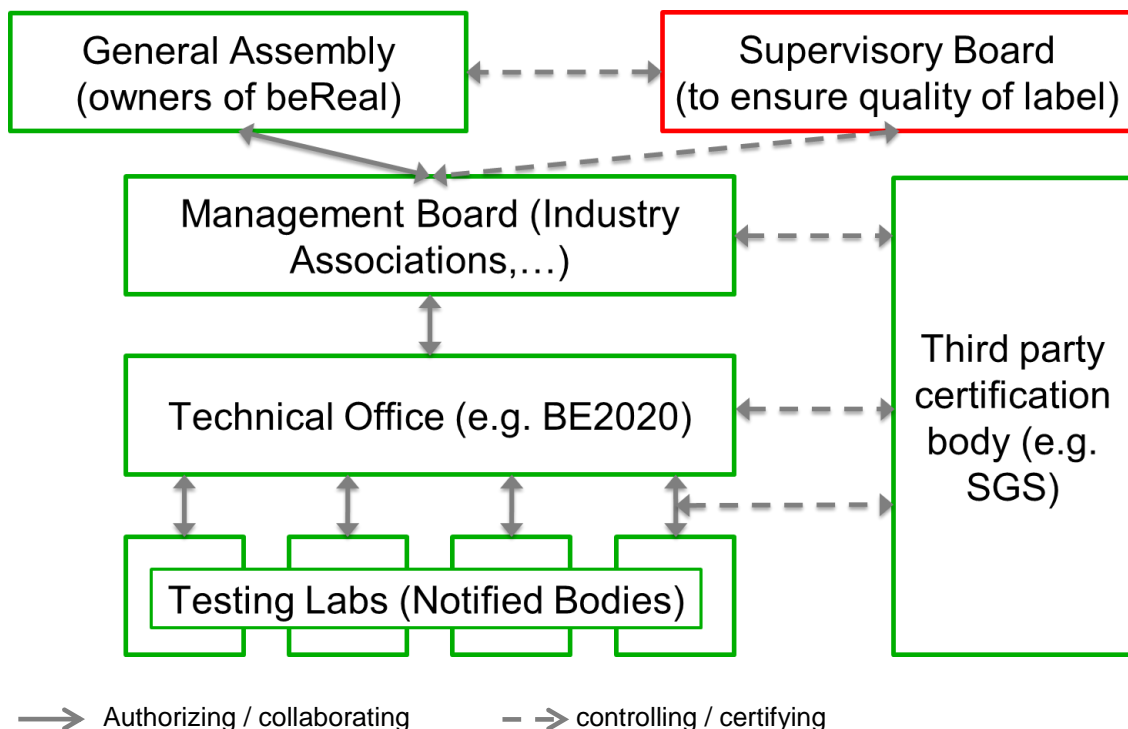 General Assembly
(owners of beReal)
Supervisory Board
(to ensure quality of label)
Management Board (Industry
Associations,…)
Third party
certification
body (e.g.
SGS)
Technical Office (e.g. BE2020)
Testing Labs (Notified Bodies)
Authorizing / collaborating
controlling / certifying